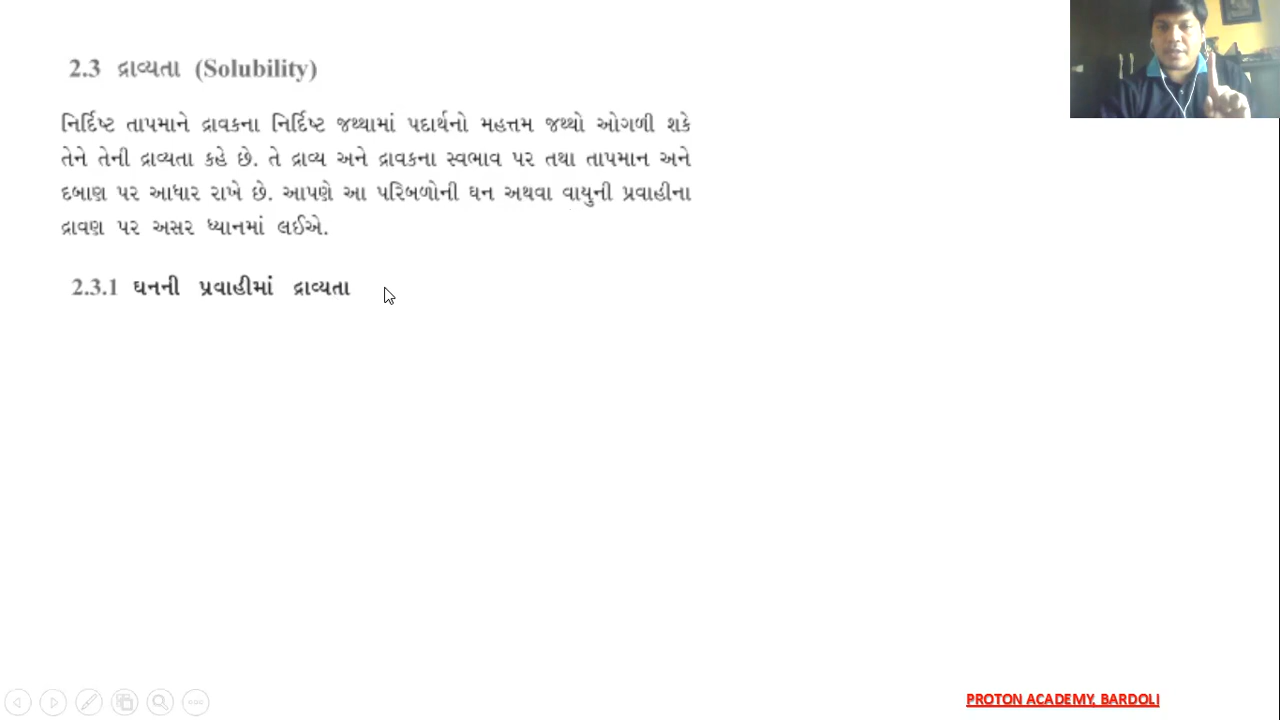 2.3 દ્રાવ્યતા (Solubility)
નિર્દિષ્ટ તાપમાને દ્રાવકના નિર્દિષ્ટ જથ્થામાં પદાર્થનો મહત્તમ જથ્થો ઓગળી શકે
તેને તેની દ્રાવ્યતા કહે છે. તે દ્રાવ્ય અને દ્રાવકના સ્વભાવ પર તથા તાપમાન અને
દબાણ પર આધાર રાખે છે. આપણે આ પરિબળોની ઘન અથવા વાયુની પ્રવાહીના
દ્રાવણ પર અસર ધ્યાનમાં લઈએ.
2.3.1 ઘનની પ્રવાહીમાં દ્રાવ્યતા
PROTON ACADEMY, BARDOLI